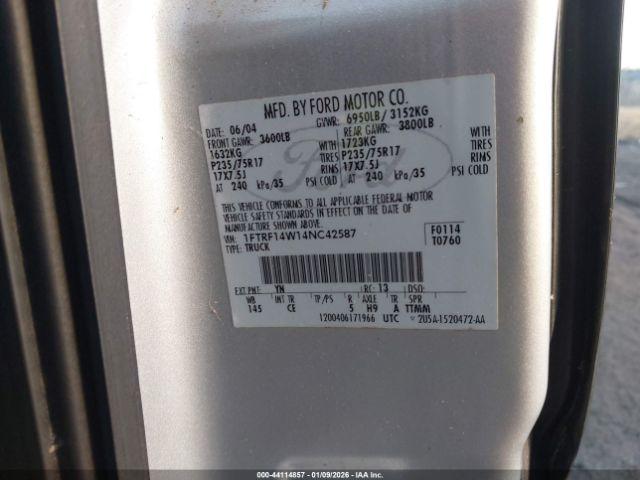 MFD. BY FORD MOTOR CO.
DATE: 06/04 GVWR: 6950LB/ 3152KG
FRONT GAWR: 3600LB REAR GAWR: 3800LB
1632KG WITH 1723KG WITH
P235/75R17 TIRES P235/75R17 TIRES
17X7.5J RIMS 17X7.5J RIMS
AT 240 kPa/35 PSI COLD AT 240 kPa/35 PSI COLD
Ford
THIS VEHICLE CONFORMS TO ALL APPLICABLE FEDERAL MOTOR
VEHICLE SAFETY STANDARDS IN EFFECT ON THE DATE OF
MANUFACTURE SHOWN ABOVE.
VIN: 1FTRF14W14NC42587 F0114
TYPE: TRUCK T0760
EXT PNT: YN RC: 13 DSO:
WB INT TR TP/PS R AXLE TR SPR
145 CE 5 H9 A TTMM
1200406171966 UTC 2U5A-1520472-AA
000-44114857 - 01/09/2026 - IAAI.COM